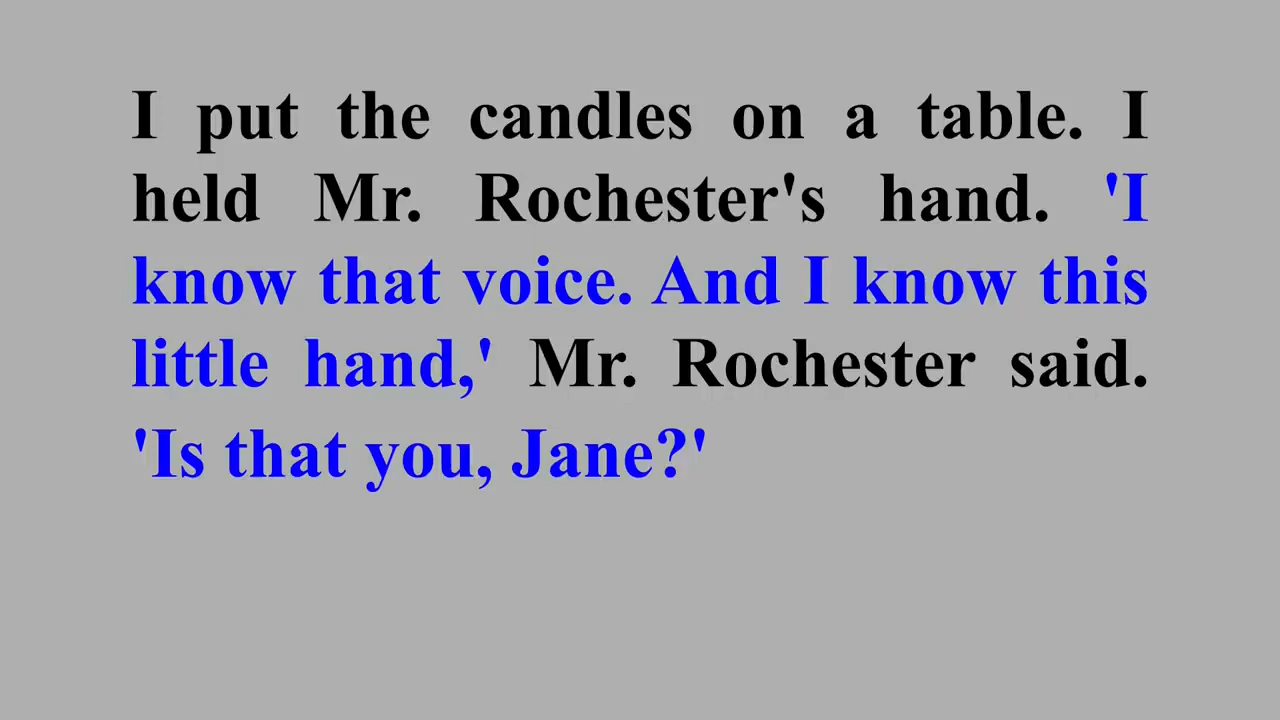 I put the candles on a table. I
held Mr. Rochester's hand. 'I
know that voice. And I know this
little hand,' Mr. Rochester said.
'Is that you, Jane?'